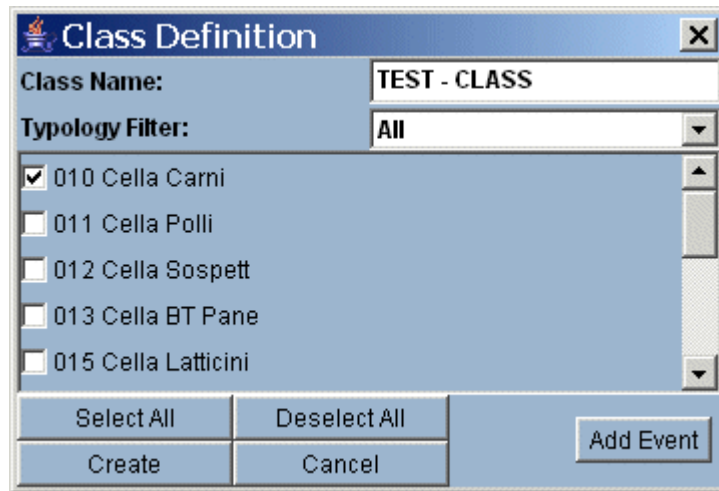 Class Definition
Class Name: TEST - CLASS
Typology Filter: All
010 Cella Carni
011 Cella Polli
012 Cella Sospett
013 Cella BT Pane
015 Cella Latticini
Select All Deselect All
Add Event
Create Cancel